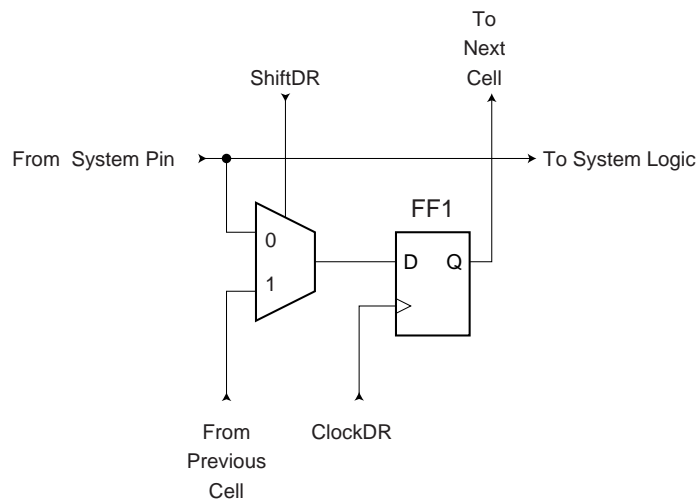 To
Next
Cell
ShiftDR
From System Pin
To System Logic
FF1
0
D Q
1
From
Previous
Cell
ClockDR